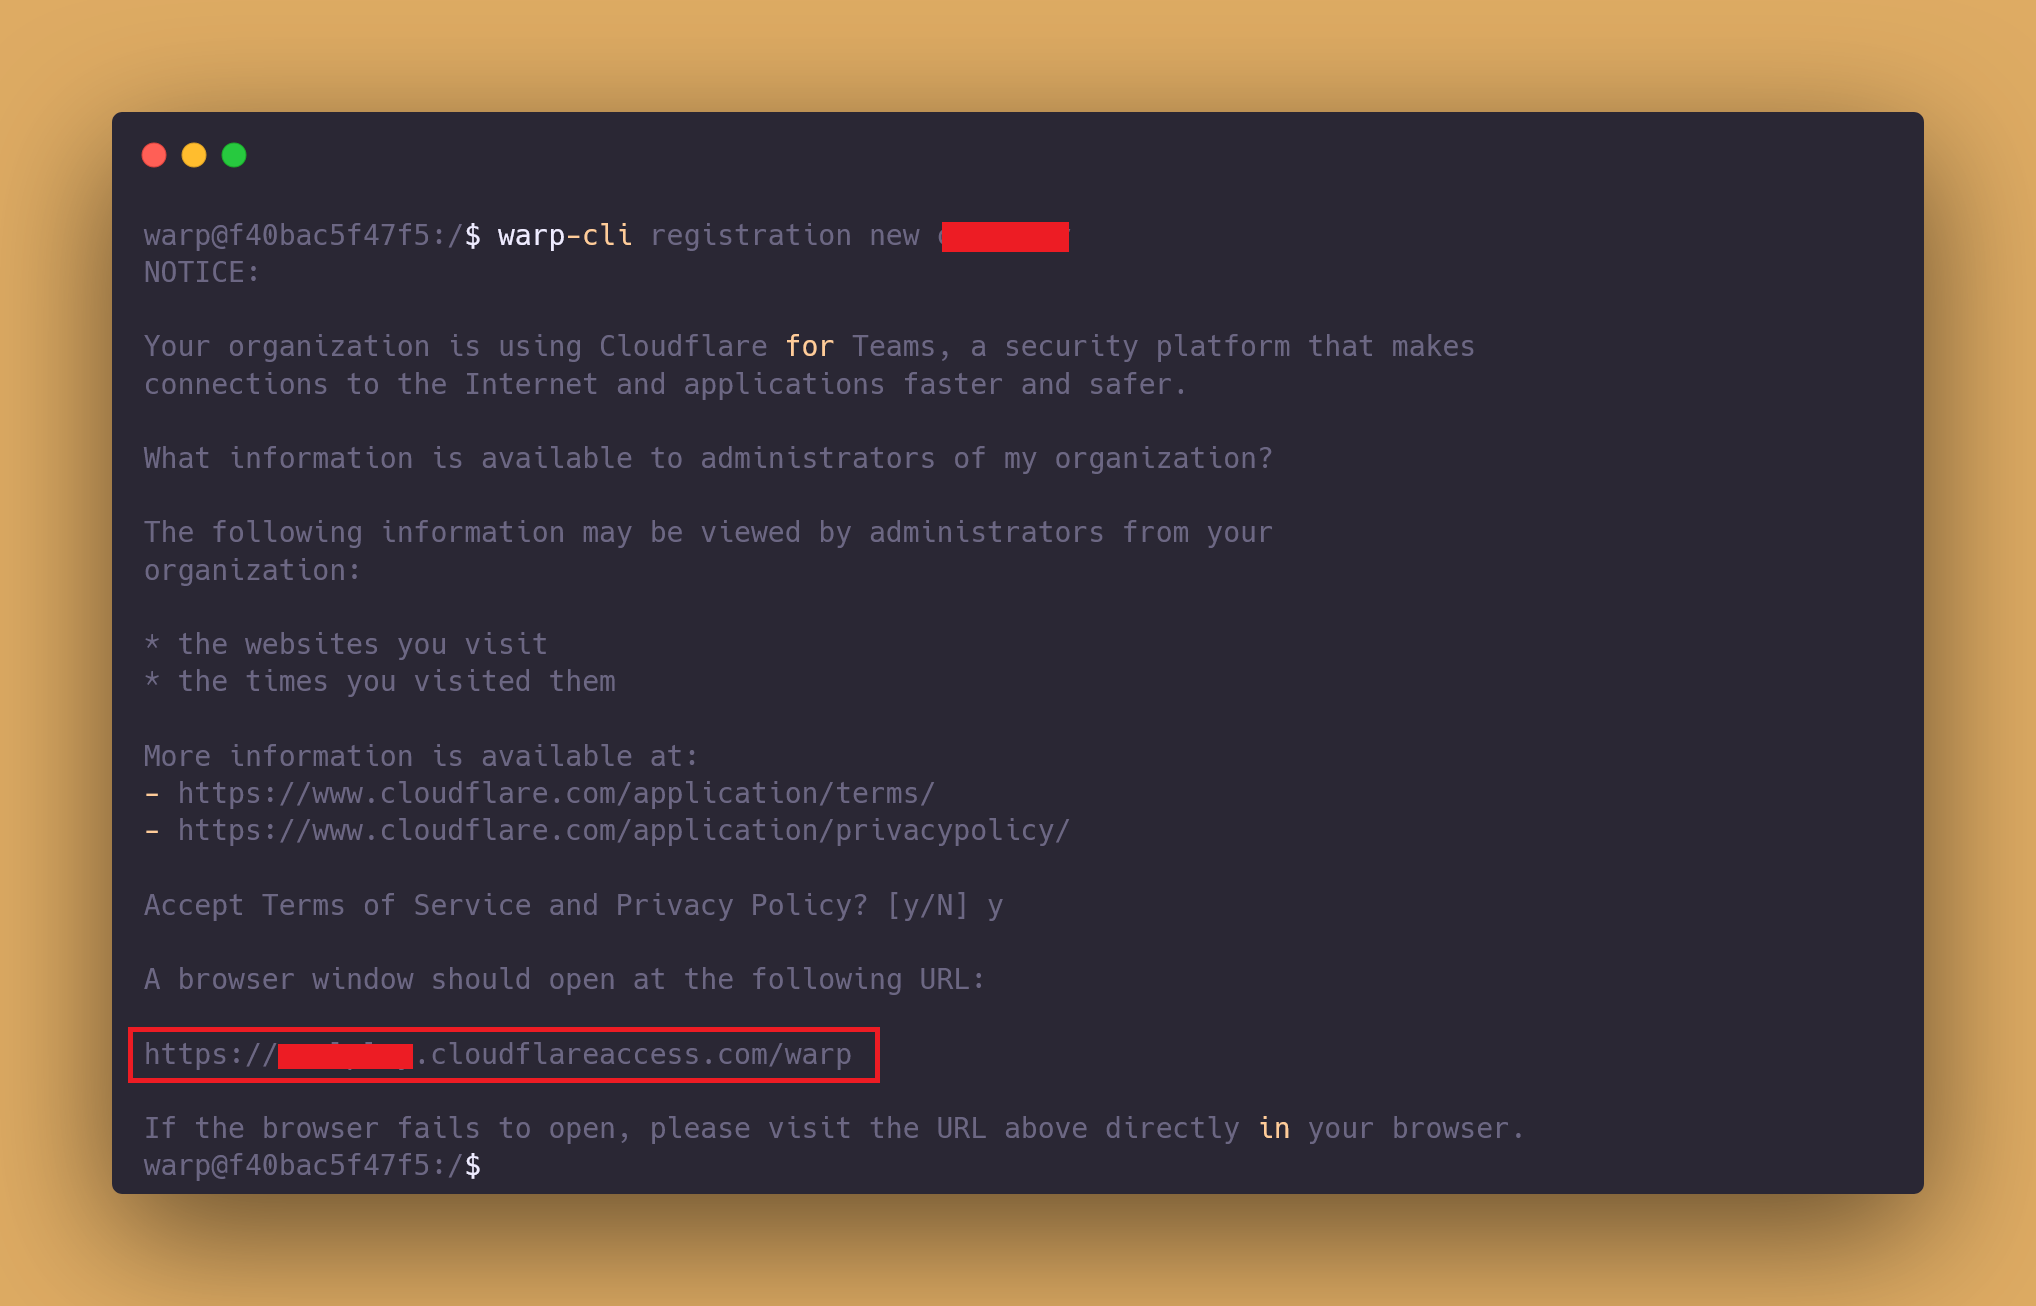 warp@f40bac5f47f5:/$ warp-cli registration new
NOTICE:
Your organization is using Cloudflare for Teams, a security platform that makes
connections to the Internet and applications faster and safer.
What information is available to administrators of my organization?
The following information may be viewed by administrators from your
organization:
* the websites you visit
* the times you visited them
More information is available at:
- https://www.cloudflare.com/application/terms/
- https://www.cloudflare.com/application/privacypolicy/
Accept Terms of Service and Privacy Policy? [y/N] y
A browser window should open at the following URL:
https:// .cloudflareaccess.com/warp
If the browser fails to open, please visit the URL above directly in your browser.
warp@f40bac5f47f5:/$